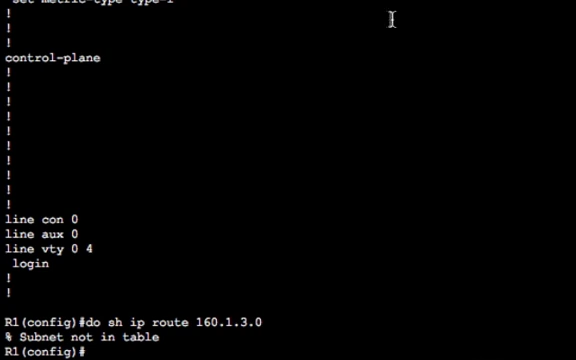 set metric-type type-1
!
!
!
control-plane
!
!
!
!
!
!
!
!
!
!
line con 0
line aux 0
line vty 0 4
login
!
!
R1(config)#do sh ip route 160.1.3.0
% Subnet not in table
R1(config)#